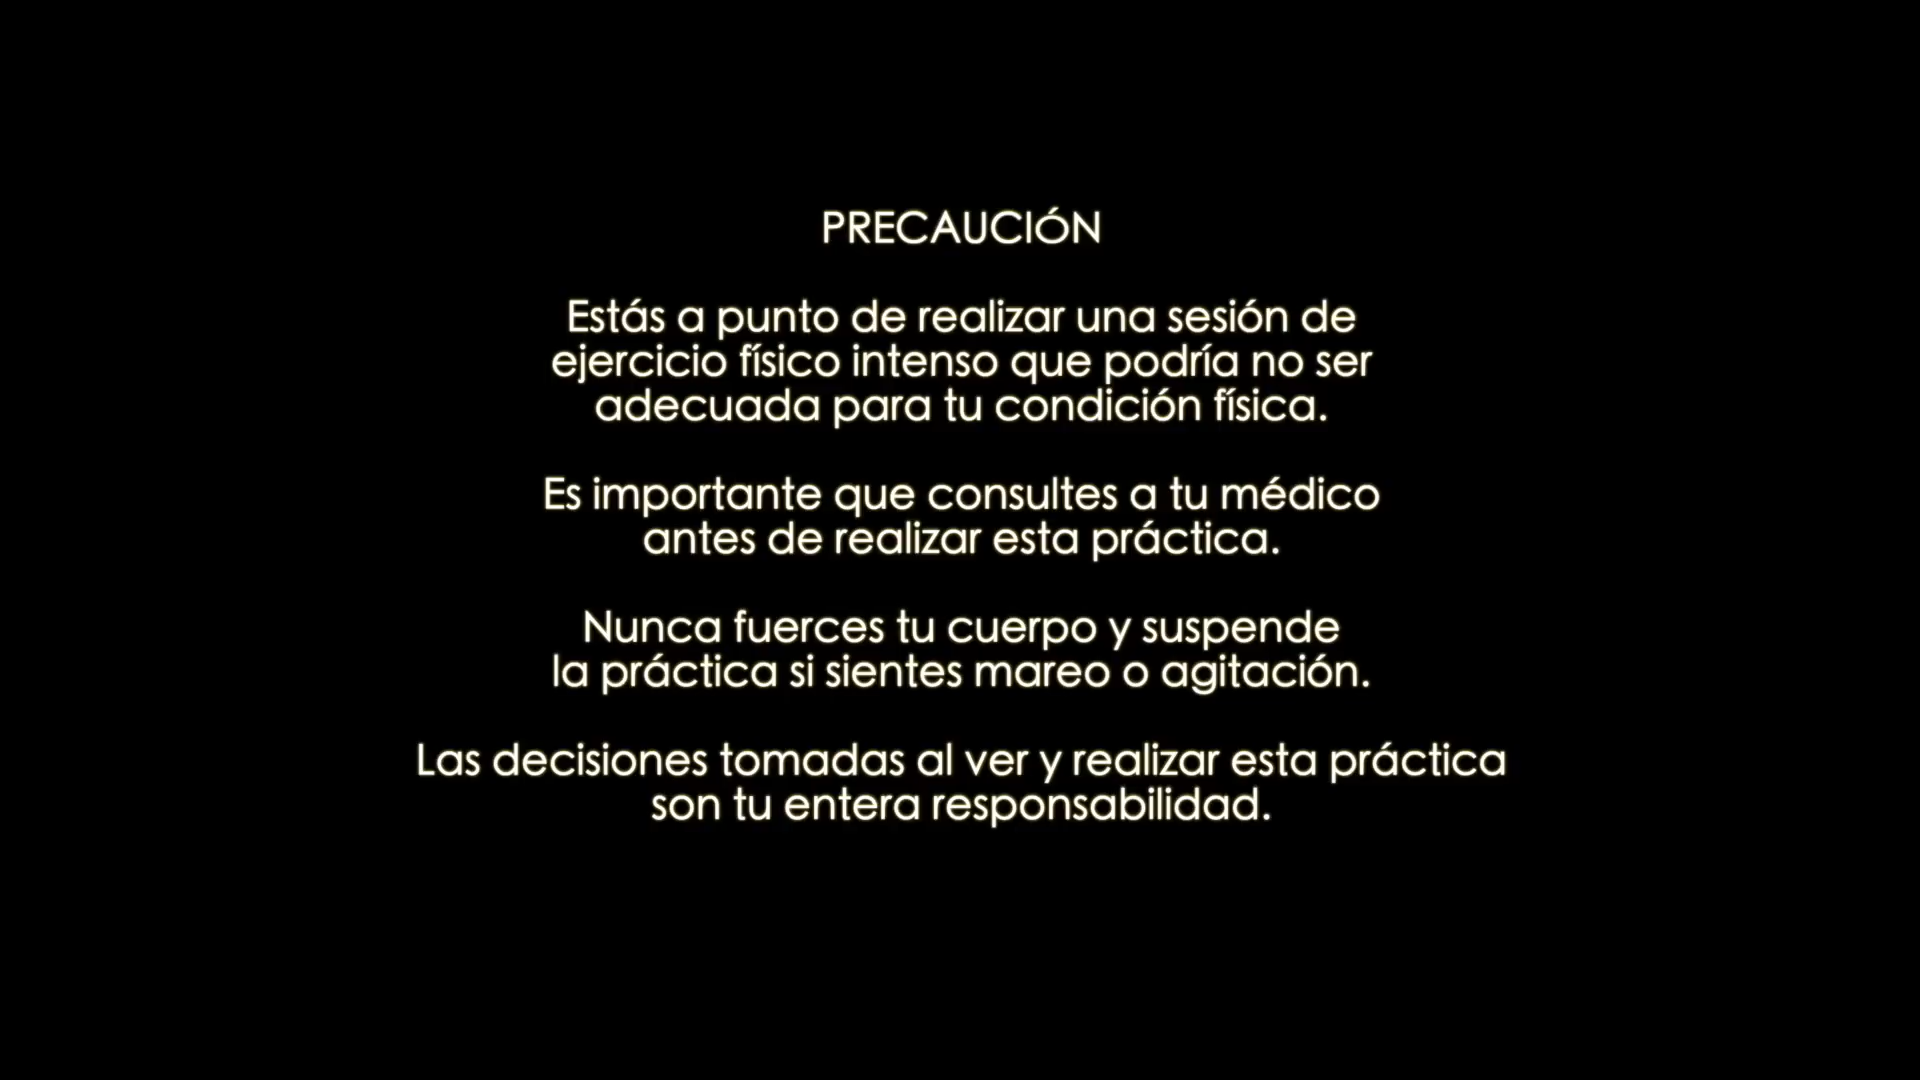 PRECAUCIÓN
Estás a punto de realizar una sesión de
ejercicio físico intenso que podría no ser
adecuada para tu condición física.
Es importante que consultes a tu médico
antes de realizar esta práctica.
Nunca fuerces tu cuerpo y suspende
la práctica si sientes mareo o agitación.
Las decisiones tomadas al ver y realizar esta práctica
son tu entera responsabilidad.